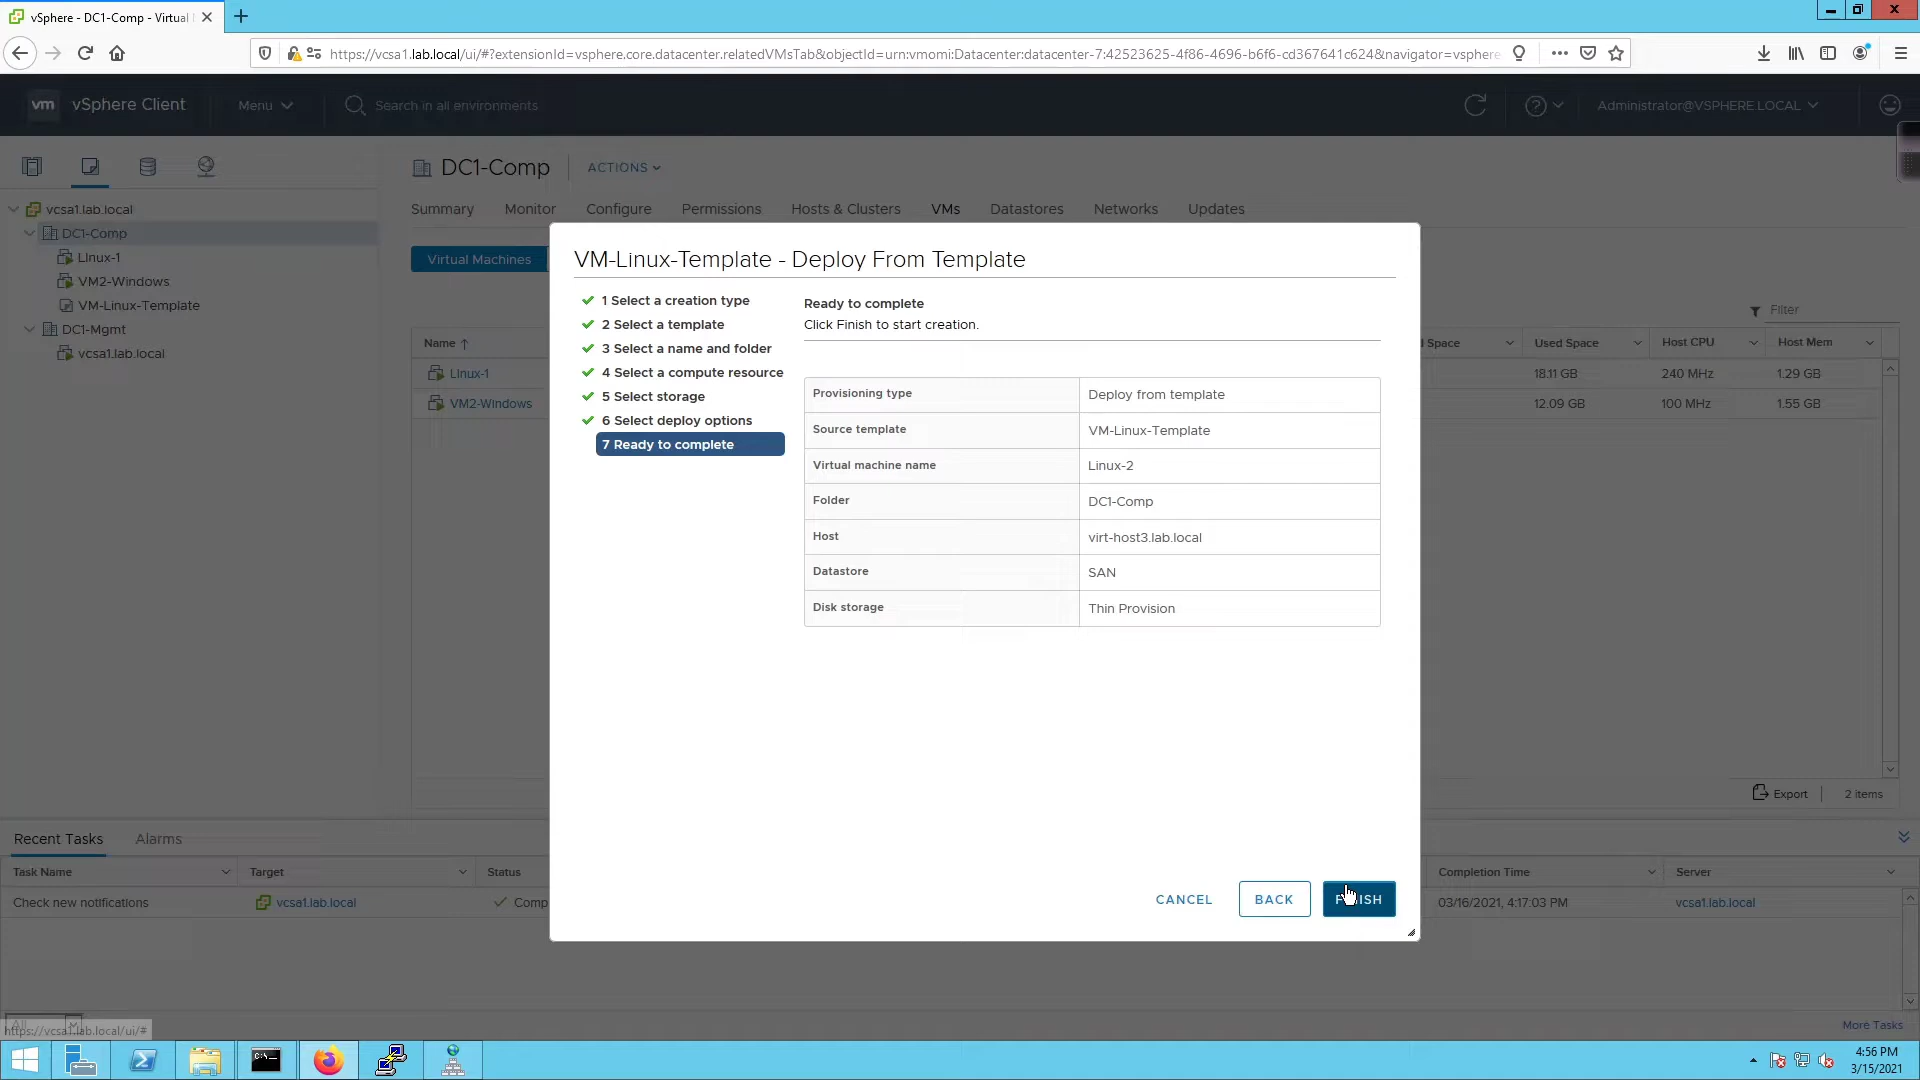 vSphere - DC1-Comp - Virtual
https://vcsa1.lab.local/ui/#?extensionId=vsphere.core.datacenter.relatedVMsTab&objectId=urn:vmomi:Datacenter:datacenter-7:42523625-4f86-4696-b6f6-cd367641c624&navigator=vsphere
vm vSphere Client Menu Search in all environments Administrator@VSPHERE.LOCAL
DC1-Comp ACTIONS
Summary Monitor Configure Permissions Hosts & Clusters VMs Datastores Networks Updates
vcsa1.lab.local
DC1-Comp
Linux-1
VM2-Windows
VM-Linux-Template
DC1-Mgmt
vcsa1.lab.local
Virtual Machines
Filter
Name ↑ Space Used Space Host CPU Host Mem
Linux-1 18.11 GB 240 MHz 1.29 GB
VM2-Windows 12.09 GB 100 MHz 1.55 GB
Export 2 items
VM-Linux-Template - Deploy From Template
1 Select a creation type
2 Select a template
3 Select a name and folder
4 Select a compute resource
5 Select storage
6 Select deploy options
7 Ready to complete
Ready to complete
Click Finish to start creation.
Provisioning type Deploy from template
Source template VM-Linux-Template
Virtual machine name Linux-2
Folder DC1-Comp
Host virt-host3.lab.local
Datastore SAN
Disk storage Thin Provision
CANCEL BACK FINISH
Recent Tasks Alarms
Task Name Target Status Completion Time Server
Check new notifications vcsa1.lab.local Comp 03/16/2021, 4:17:03 PM vcsa1.lab.local
All
https://vcsa1.lab.local/ui/#
More Tasks
4:56 PM
3/15/2021